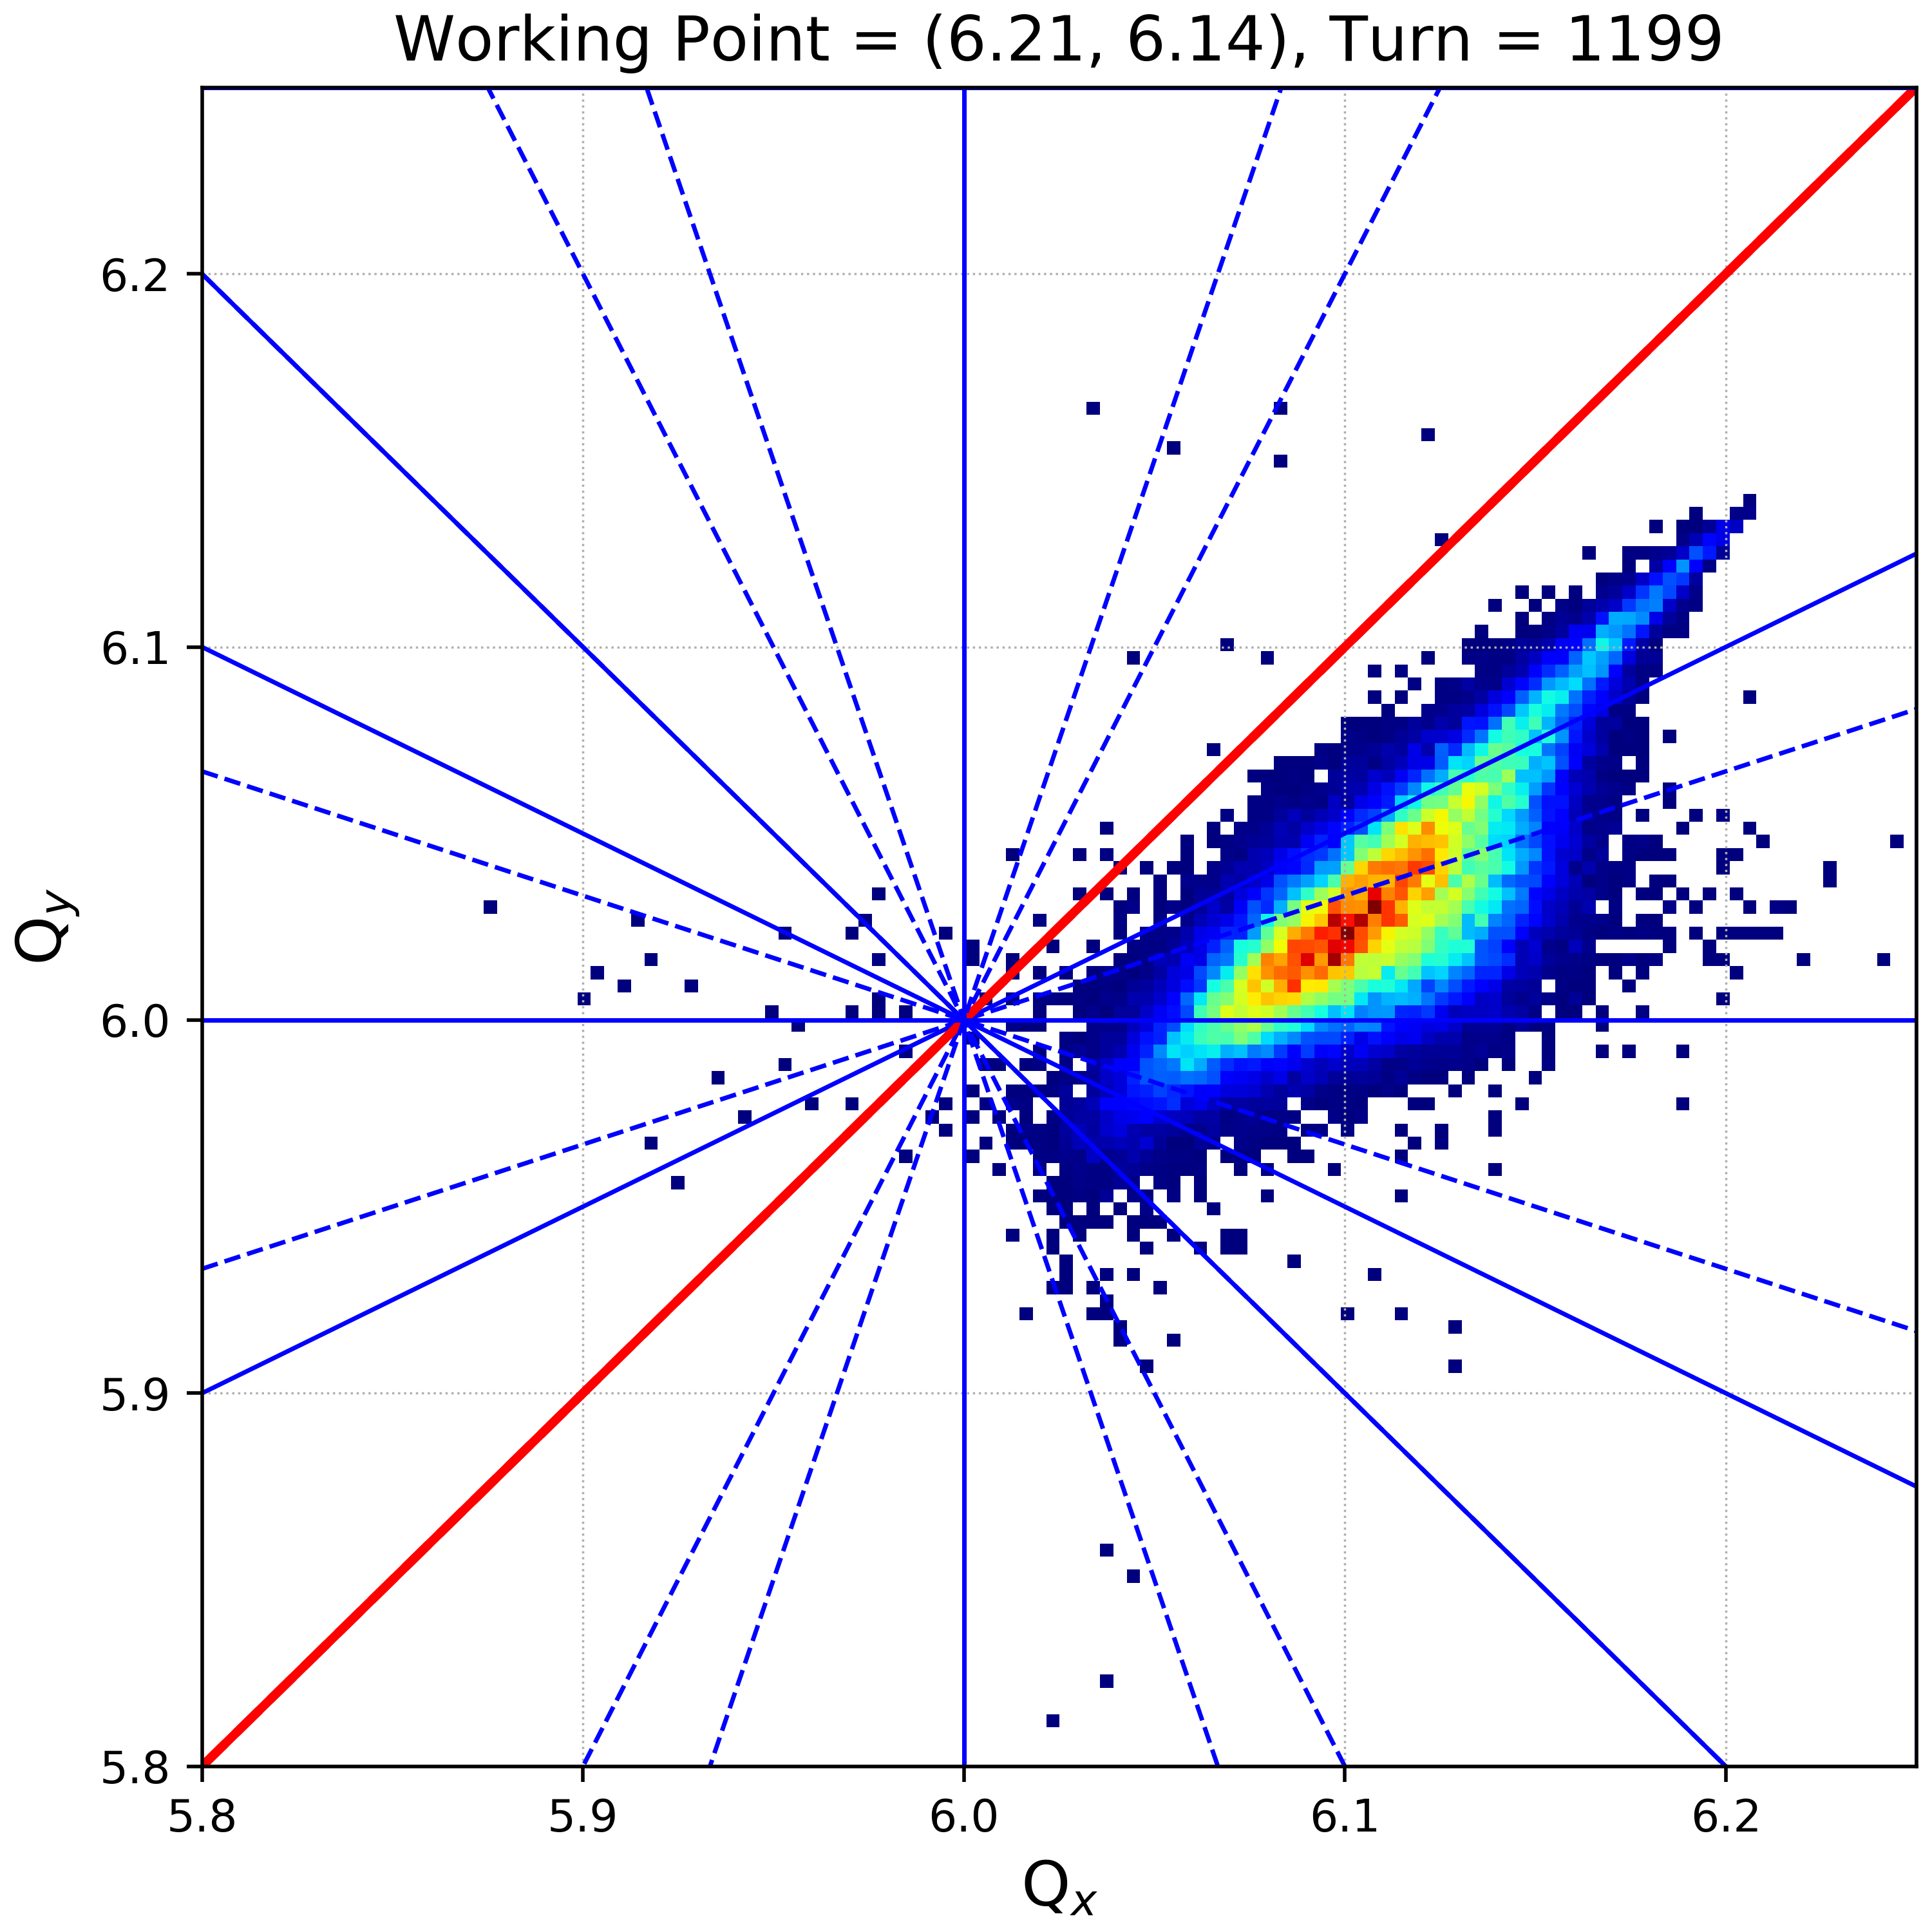 Working Point = (6.21, 6.14), Turn = 1199
6.2
6.1
6.0
5.9
5.8
Qy
5.8 5.9 6.0 6.1 6.2
Qx